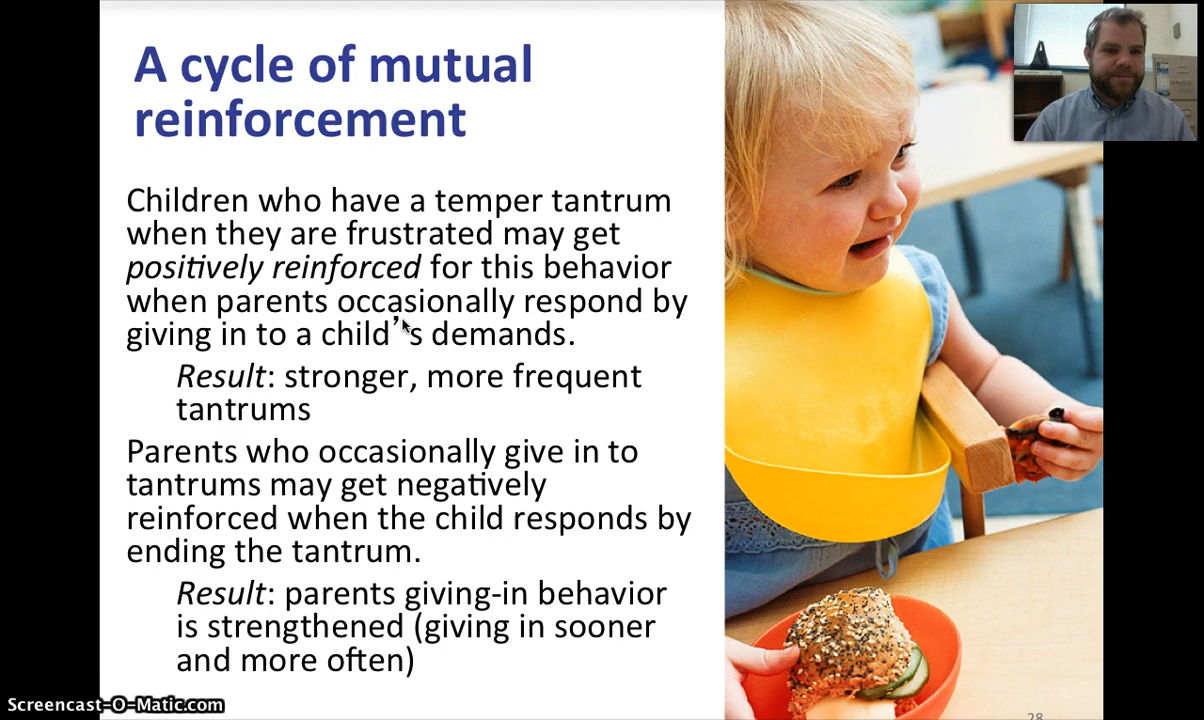 A cycle of mutual
reinforcement
Children who have a temper tantrum
when they are frustrated may get
positively reinforced for this behavior
when parents occasionally respond by
giving in to a child’s demands.
Result: stronger, more frequent
tantrums
Parents who occasionally give in to
tantrums may get negatively
reinforced when the child responds by
ending the tantrum.
Result: parents giving-in behavior
is strengthened (giving in sooner
and more often)
28
Screencast-O-Matic.com